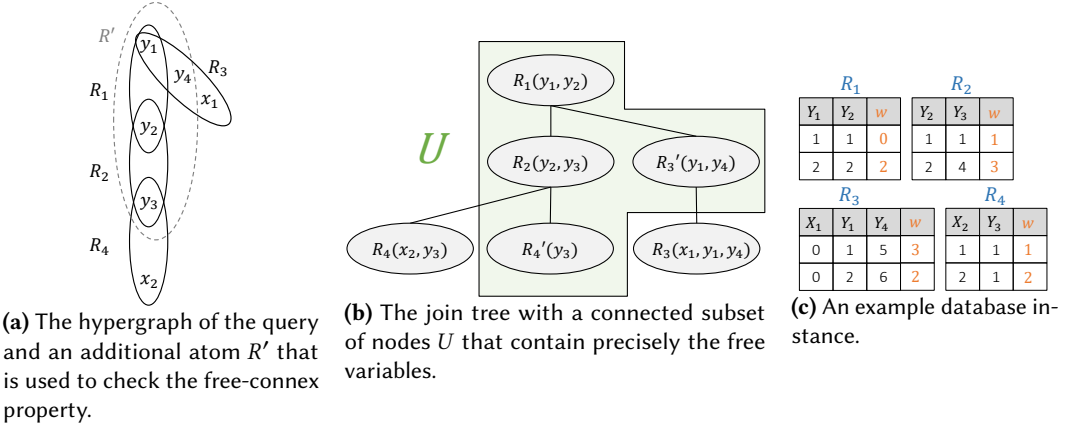 R′
y₁
R₃
y₄
R₁
x₁
y₂
R₂
y₃
R₄
x₂
(a) The hypergraph of the query
and an additional atom R′ that
is used to check the free-connex
property.
U
R₁(y₁, y₂)
R₂(y₂, y₃)
R₃′(y₁, y₄)
R₄(x₂, y₃)
R₄′(y₃)
R₃(x₁, y₁, y₄)
(b) The join tree with a connected subset
of nodes U that contain precisely the free
variables.
R₁
Y₁ Y₂ w
1 1 0
2 2 2
R₂
Y₂ Y₃ w
1 1 1
2 4 3
R₃
X₁ Y₁ Y₄ w
0 1 5 3
0 2 6 2
R₄
X₂ Y₃ w
1 1 1
2 1 2
(c) An example database in-
stance.